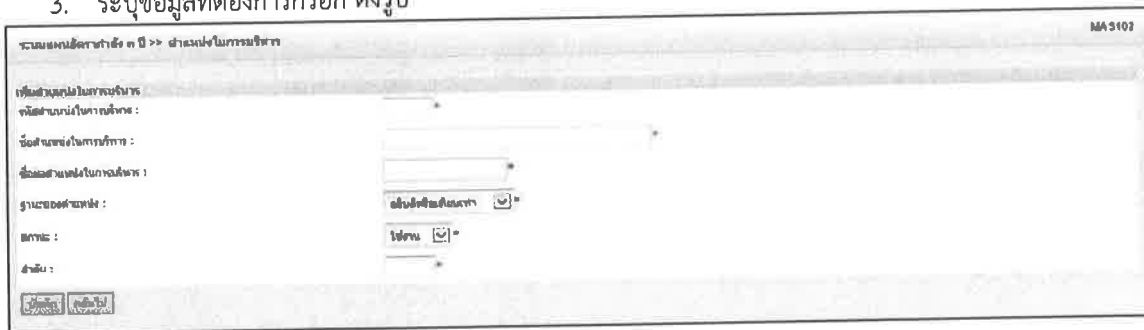 3. ระบุข้อมูลที่ต้องการกรอก ดังรูป
ระบบแผนอัตรากำลัง ๓ ปี >> ตำแหน่งในการบริหาร
MAS102
เพิ่มตำแหน่งในการบริหาร
รหัสตำแหน่งในการบริหาร : *
ชื่อตำแหน่งในการบริหาร : *
ชื่อย่อตำแหน่งในการบริหาร : *
ฐานะของตำแหน่ง : *
สถานะ : ใช้งาน *
ลำดับ : *